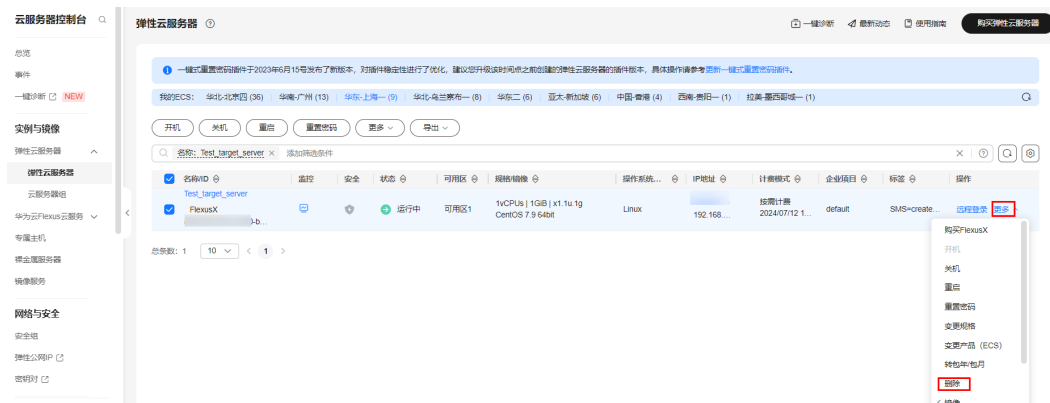 云服务器控制台
弹性云服务器
一键诊断 最新动态 使用指南 购买弹性云服务器
总览
事件
一键诊断 NEW
实例与镜像
弹性云服务器
弹性云服务器
云服务器组
华为云Flexus云服务
专属主机
裸金属服务器
镜像服务
网络与安全
安全组
弹性公网IP
密钥对
一键式重置密码插件于2023年6月15号发布了新版本，对插件稳定性进行了优化，建议您升级该时间点之前创建的弹性云服务器的插件版本，具体操作请参考更新一键式重置密码插件。
我的ECS： 华北-北京四 (36) 华南-广州 (13) 华东-上海一 (9) 华北-乌兰察布一 (8) 华东二 (6) 亚太-新加坡 (6) 中国-香港 (4) 西南-贵阳一 (1) 拉美-墨西哥城一 (1)
开机 关机 重启 重置密码 更多 导出
名称: Test_target_server × 添加筛选条件
名称/ID 监控 安全 状态 可用区 规格/镜像 操作系统... IP地址 计费模式 企业项目 标签 操作
Test_target_server
FlexusX 运行中 可用区1 1vCPUs | 1GiB | x1.1u.1g Linux 按需计费 default SMS=create... 远程登录 更多
CentOS 7.9 64bit 192.168.... 2024/07/12 1...
-b...
总条数: 1 10 < 1 >
购买FlexusX
开机
关机
重启
重置密码
变更规格
变更产品（ECS）
转包年/包月
删除
镜像